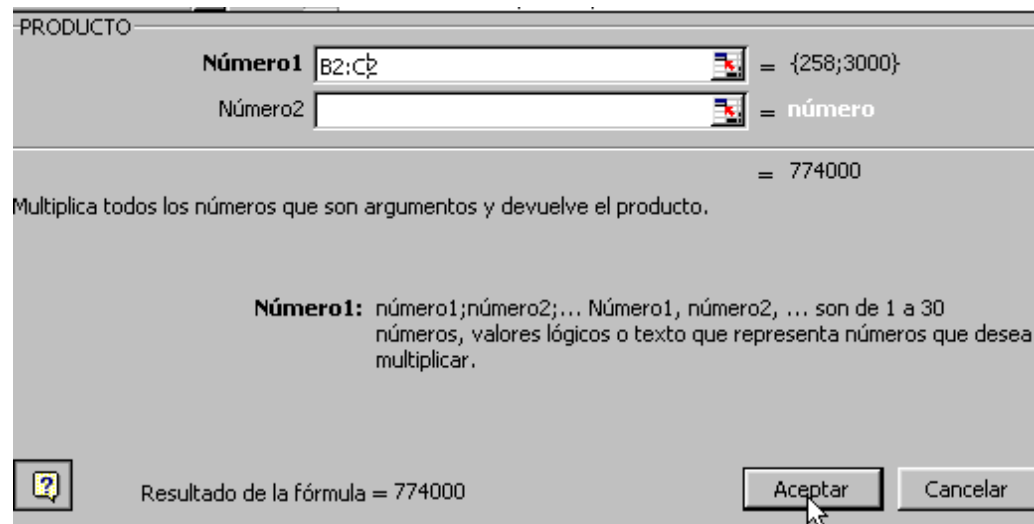 PRODUCTO
Número1 B2:C2 = {258;3000}
Número2 = número
= 774000
Multiplica todos los números que son argumentos y devuelve el producto.
Número1: número1;número2;... Número1, número2, ... son de 1 a 30
números, valores lógicos o texto que representa números que desea
multiplicar.
? Resultado de la fórmula = 774000 Aceptar Cancelar